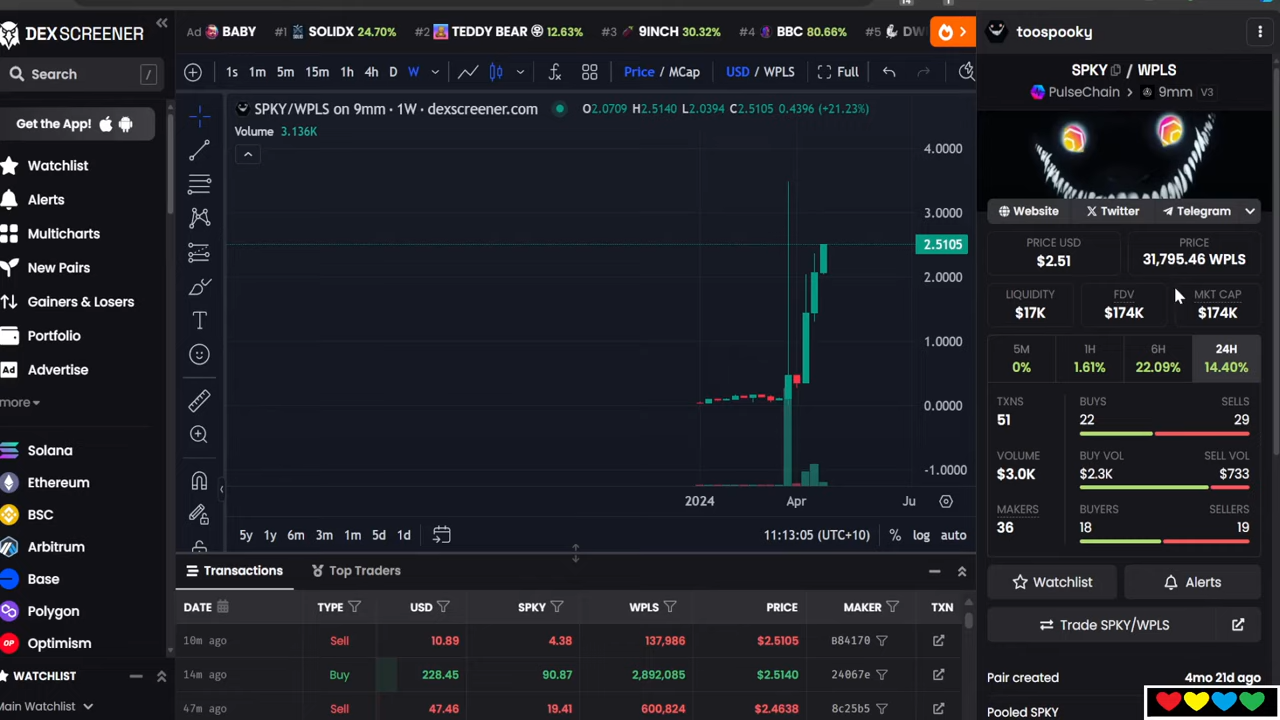 DEX SCREENER
Search /
Get the App!
Watchlist
Alerts
Multicharts
New Pairs
Gainers & Losers
Portfolio
Ad Advertise
more
Solana
Ethereum
BSC
Arbitrum
Base
Polygon
OP Optimism
WATCHLIST
Main Watchlist
Ad BABY #1 SOLIDX 24.70% #2 TEDDY BEAR 12.63% #3 9INCH 30.32% #4 BBC 80.66% #5 DW
1s 1m 5m 15m 1h 4h D W Price / MCap USD / WPLS Full
SPKY/WPLS on 9mm · 1W · dexscreener.com O2.0709 H2.5140 L2.0394 C2.5105 0.4396 (+21.23%)
Volume 3.136K
4.0000
3.0000
2.5105
2.0000
1.0000
0.0000
-1.0000
2024 Apr Ju
5y 1y 6m 3m 1m 5d 1d 11:13:05 (UTC+10) % log auto
Transactions Top Traders
DATE TYPE USD SPKY WPLS PRICE MAKER TXN
10m ago Sell 10.89 4.38 137,986 $2.5105 B84170
14m ago Buy 228.45 90.87 2,892,085 $2.5140 24067e
47m ago Sell 47.46 19.41 600,824 $2.4638 8c25b5
toospooky
SPKY / WPLS
PulseChain > 9mm V3
Website Twitter Telegram
PRICE USD PRICE
$2.51 31,795.46 WPLS
LIQUIDITY FDV MKT CAP
$17K $174K $174K
5M 1H 6H 24H
0% 1.61% 22.09% 14.40%
TXNS BUYS SELLS
51 22 29
VOLUME BUY VOL SELL VOL
$3.0K $2.3K $733
MAKERS BUYERS SELLERS
36 18 19
Watchlist Alerts
Trade SPKY/WPLS
Pair created 4mo 21d ago
Pooled SPKY